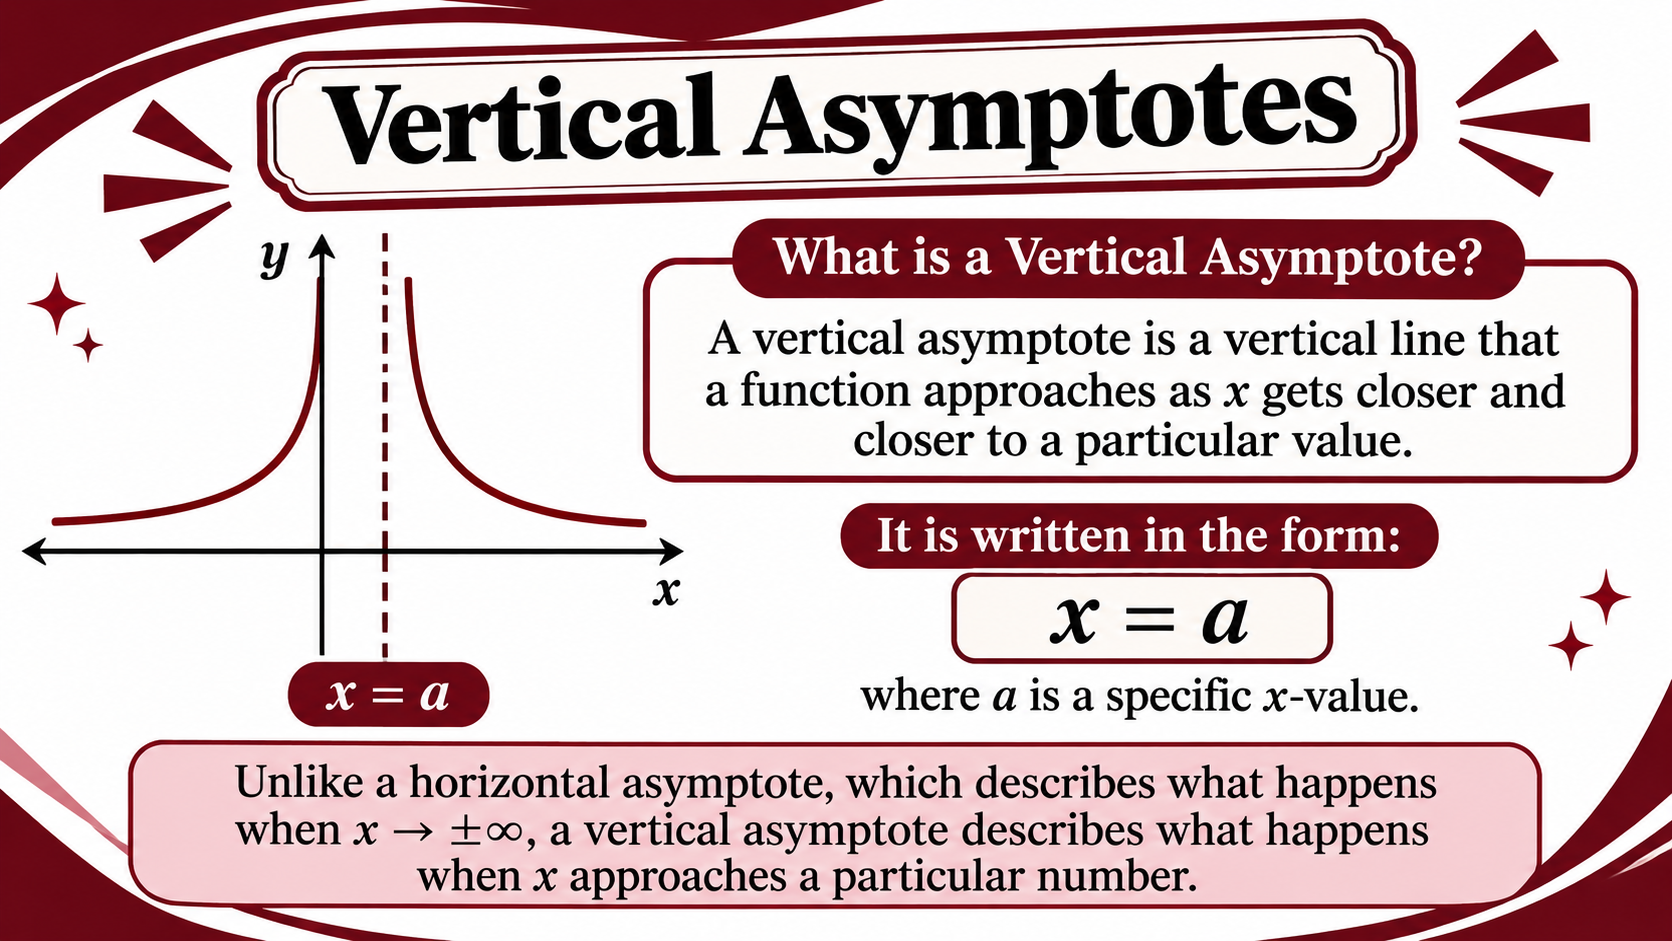 Vertical Asymptotes
y
x
x = a
What is a Vertical Asymptote?
A vertical asymptote is a vertical line that
a function approaches as x gets closer and
closer to a particular value.
It is written in the form:
x = a
where a is a specific x-value.
Unlike a horizontal asymptote, which describes what happens
when x → ±∞, a vertical asymptote describes what happens
when x approaches a particular number.